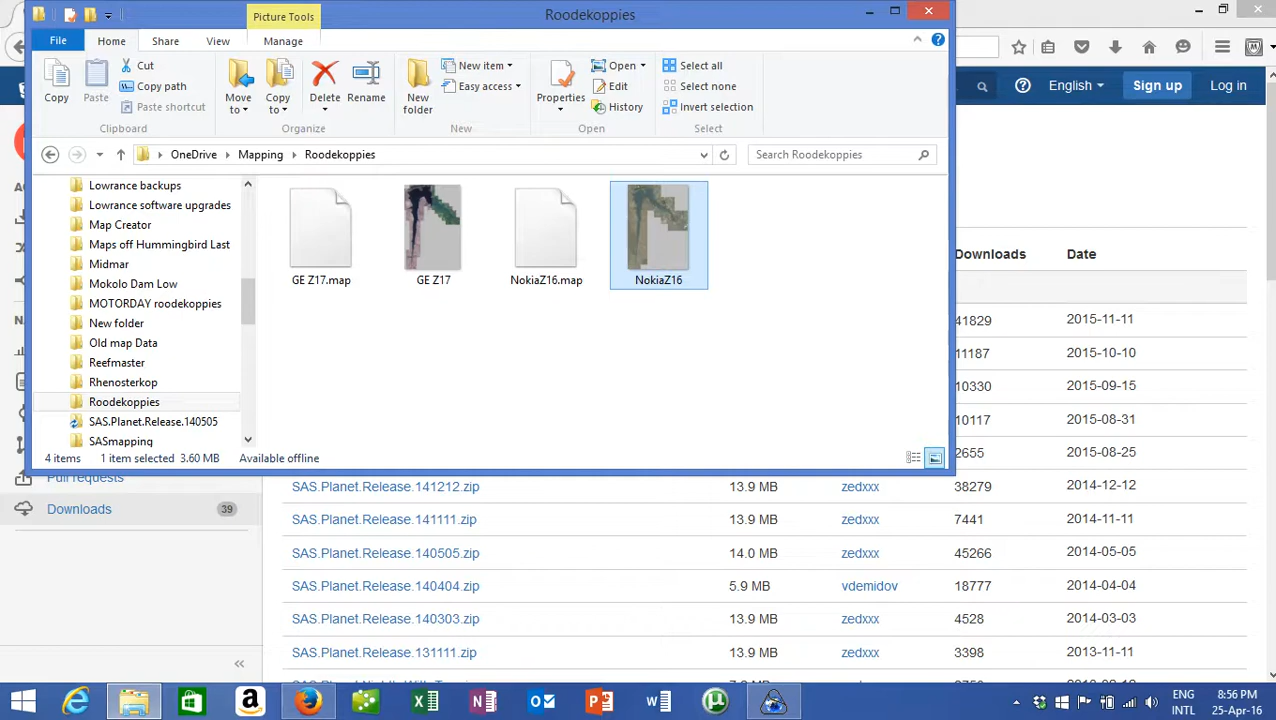 Picture Tools
Roodekoppies
File
Home
Share
View
Manage
Copy
Paste
Cut
Copy path
Paste shortcut
Clipboard
Move to
Copy to
Delete
Rename
Organize
New folder
New item
Easy access
New
Properties
Open
Edit
History
Open
Select all
Select none
Invert selection
Select
OneDrive
Mapping
Roodekoppies
Search Roodekoppies
Lowrance backups
Lowrance software upgrades
Map Creator
Maps off Hummingbird Last
Midmar
Mokolo Dam Low
MOTORDAY roodekoppies
New folder
Old map Data
Reefmaster
Rhenosterkop
Roodekoppies
SAS.Planet.Release.140505
SASmapping
GE Z17.map
GE Z17
NokiaZ16.map
NokiaZ16
4 items
1 item selected 3.60 MB
Available offline
English
Sign up
Log in
Downloads
Date
41829 2015-11-11
11187 2015-10-10
10330 2015-09-15
10117 2015-08-31
2655 2015-08-25
Pull requests
Downloads 39
SAS.Planet.Release.141212.zip 13.9 MB zedxxx 38279 2014-12-12
SAS.Planet.Release.141111.zip 13.9 MB zedxxx 7441 2014-11-11
SAS.Planet.Release.140505.zip 14.0 MB zedxxx 45266 2014-05-05
SAS.Planet.Release.140404.zip 5.9 MB vdemidov 18777 2014-04-04
SAS.Planet.Release.140303.zip 13.9 MB zedxxx 4528 2014-03-03
SAS.Planet.Release.131111.zip 13.9 MB zedxxx 3398 2013-11-11
ENG
INTL
8:56 PM
25-Apr-16